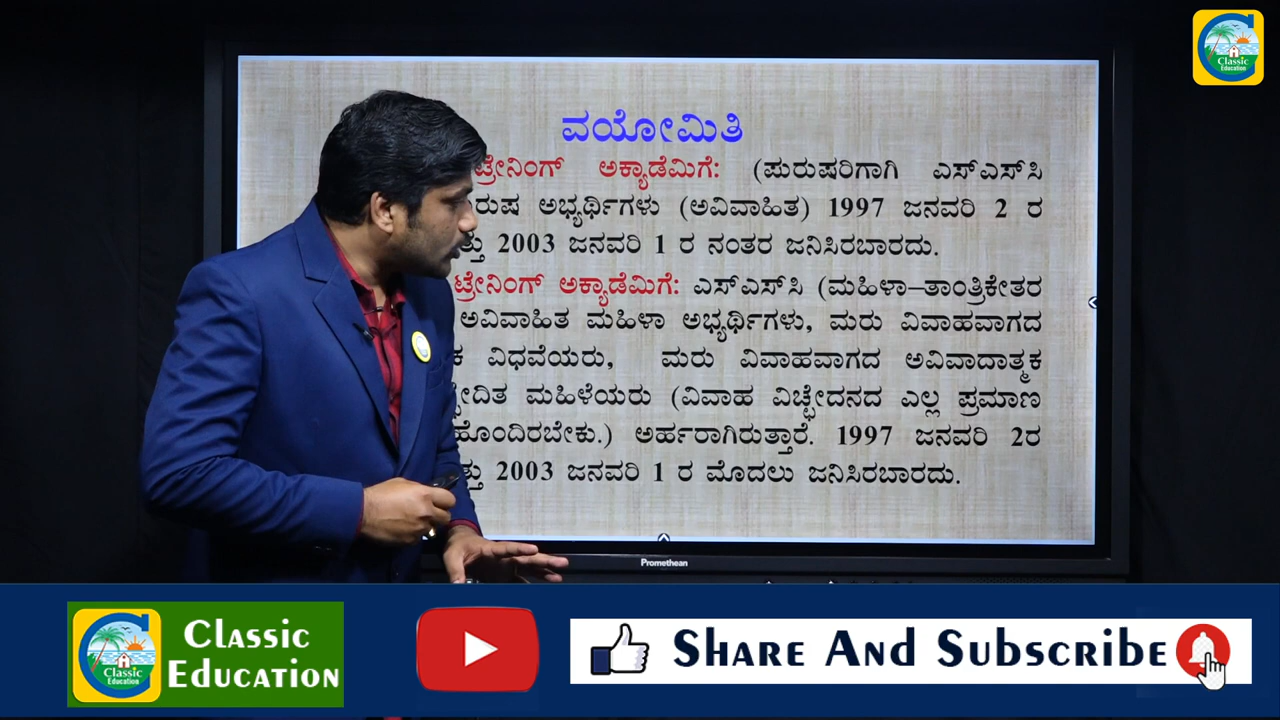 ವಯೋಮಿತಿ
ಟ್ರೇನಿಂಗ್ ಅಕ್ಯಾಡೆಮಿಗೆ: (ಪುರುಷರಿಗಾಗಿ ಎಸ್ಎಸ್‌ಸಿ
ಅಭ್ಯರ್ಥಿಗಳು (ಅವಿವಾಹಿತ) 1997 ಜನವರಿ 2 ರ
2003 ಜನವರಿ 1 ರ ನಂತರ ಜನಿಸಿರಬಾರದು.
ಟ್ರೇನಿಂಗ್ ಅಕ್ಯಾಡೆಮಿಗೆ: ಎಸ್ಎಸ್‌ಸಿ (ಮಹಿಳಾ–ತಾಂತ್ರಿಕೇತರ
ಅವಿವಾಹಿತ ಮಹಿಳಾ ಅಭ್ಯರ್ಥಿಗಳು, ಮರು ವಿವಾಹವಾಗದ
ವಿಧವೆಯರು, ಮರು ವಿವಾಹವಾಗದ ಅವಿವಾದಾತ್ಮಕ
ಮಹಿಳೆಯರು (ವಿವಾಹ ವಿಚ್ಛೇದನದ ಎಲ್ಲ ಪ್ರಮಾಣ
ಹೊಂದಿರಬೇಕು.) ಅರ್ಹರಾಗಿರುತ್ತಾರೆ. 1997 ಜನವರಿ 2ರ
2003 ಜನವರಿ 1 ರ ಮೊದಲು ಜನಿಸಿರಬಾರದು.
Promethean
Classic
Education
Classic
Education
Classic
Education
Share And Subscribe